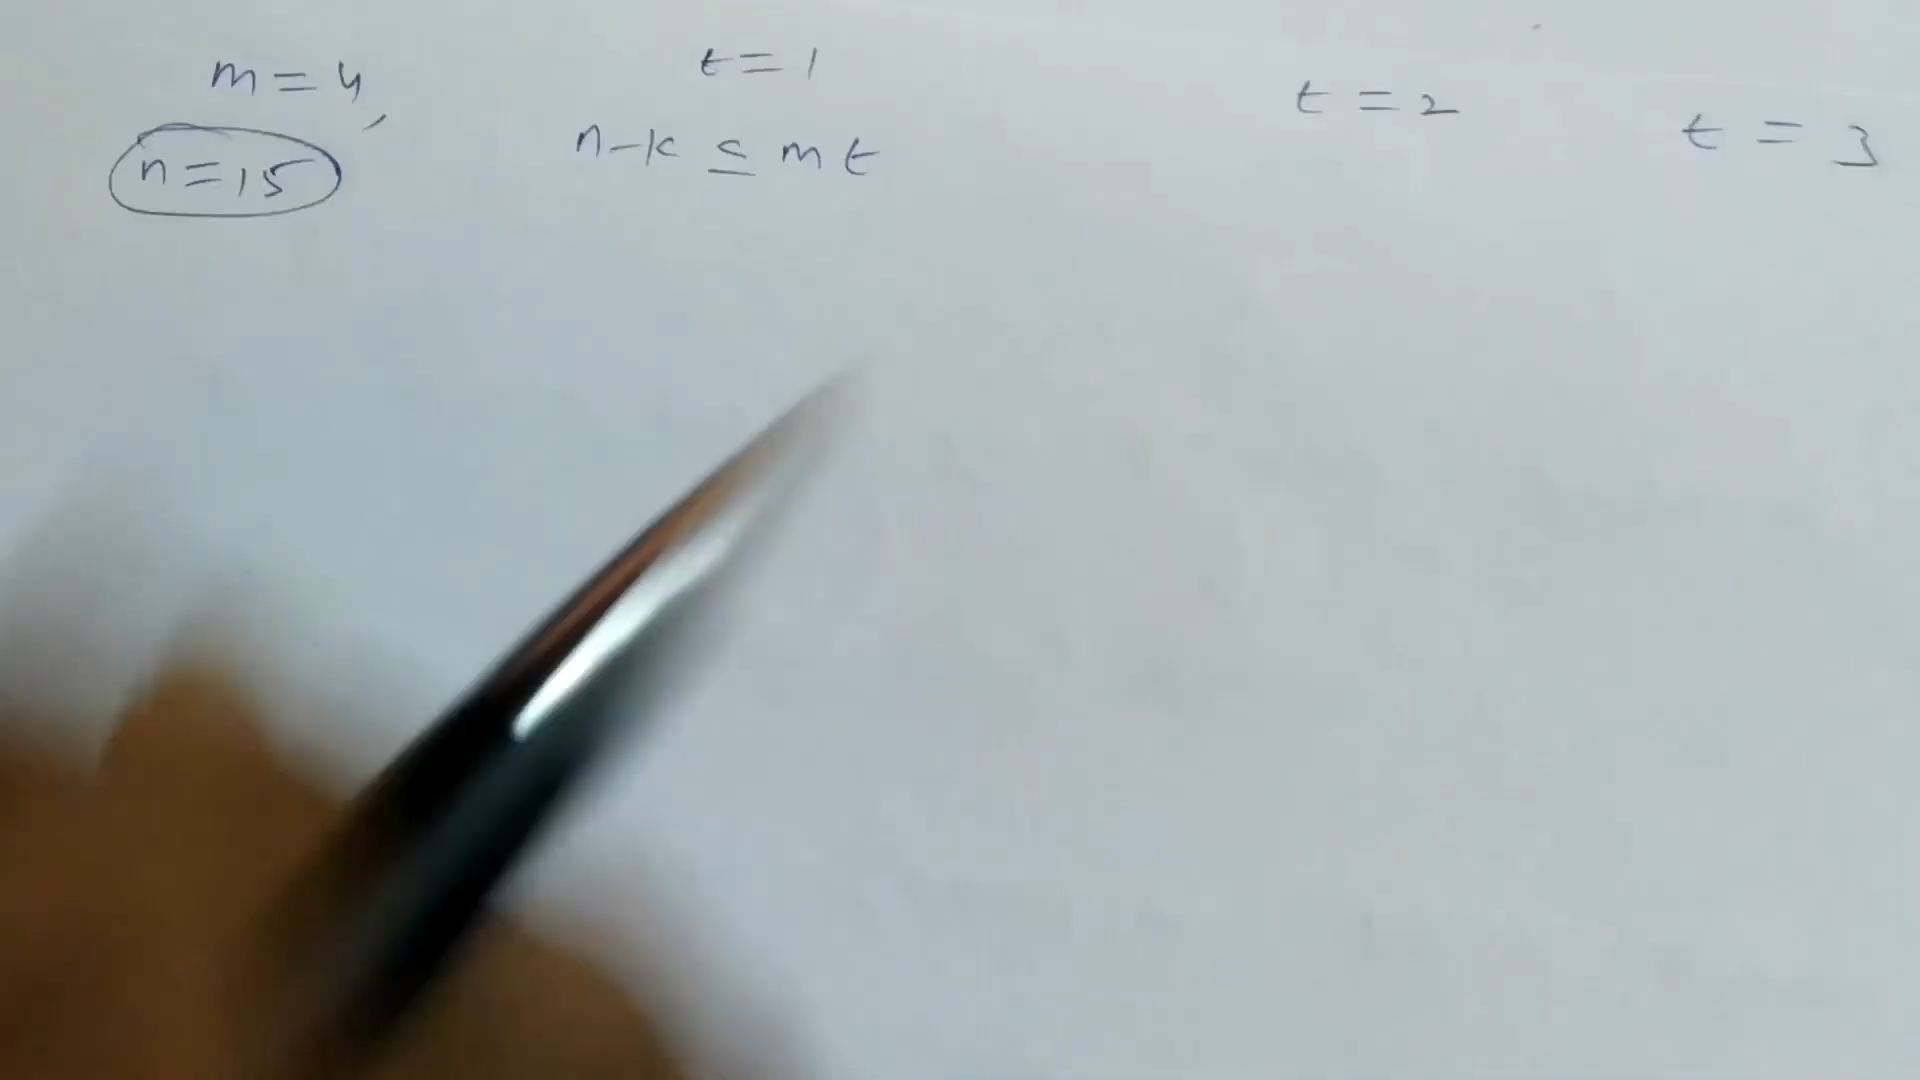 m = 4,
n = 15
t = 1
n-k ≤ mt
t = 2
t = 3